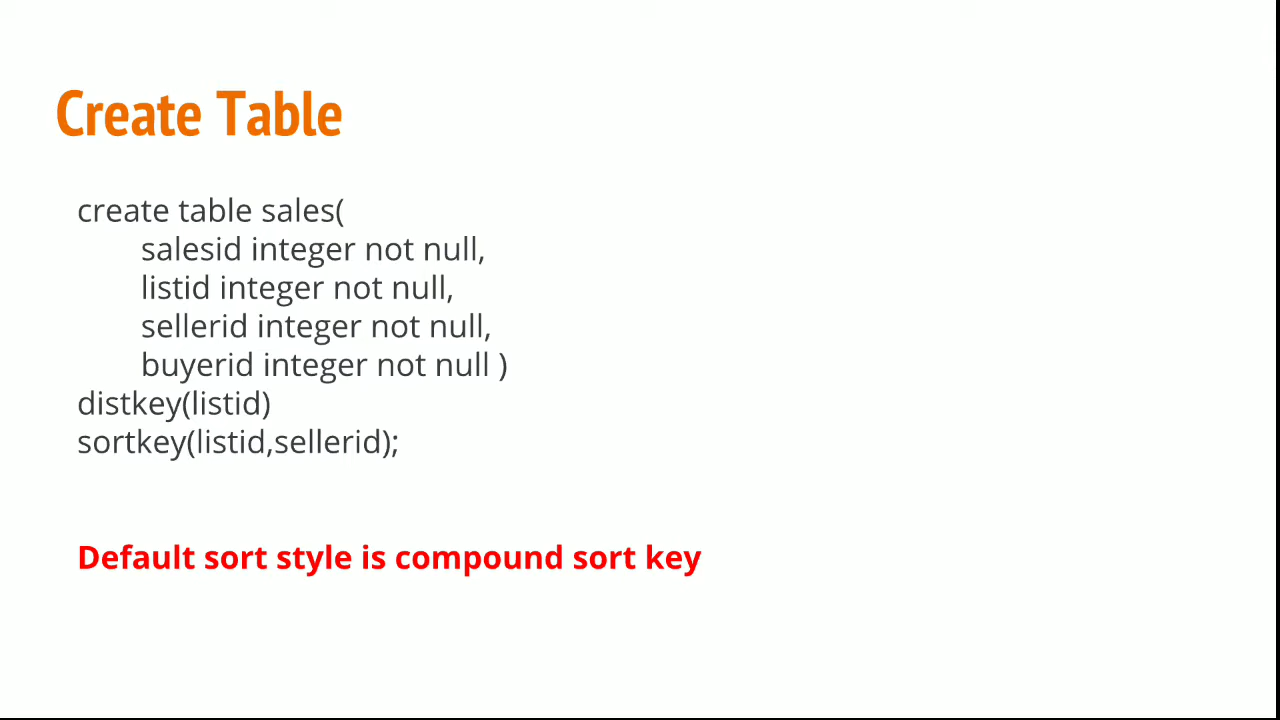 Create Table
create table sales(
salesid integer not null,
listid integer not null,
sellerid integer not null,
buyerid integer not null )
distkey(listid)
sortkey(listid,sellerid);
Default sort style is compound sort key